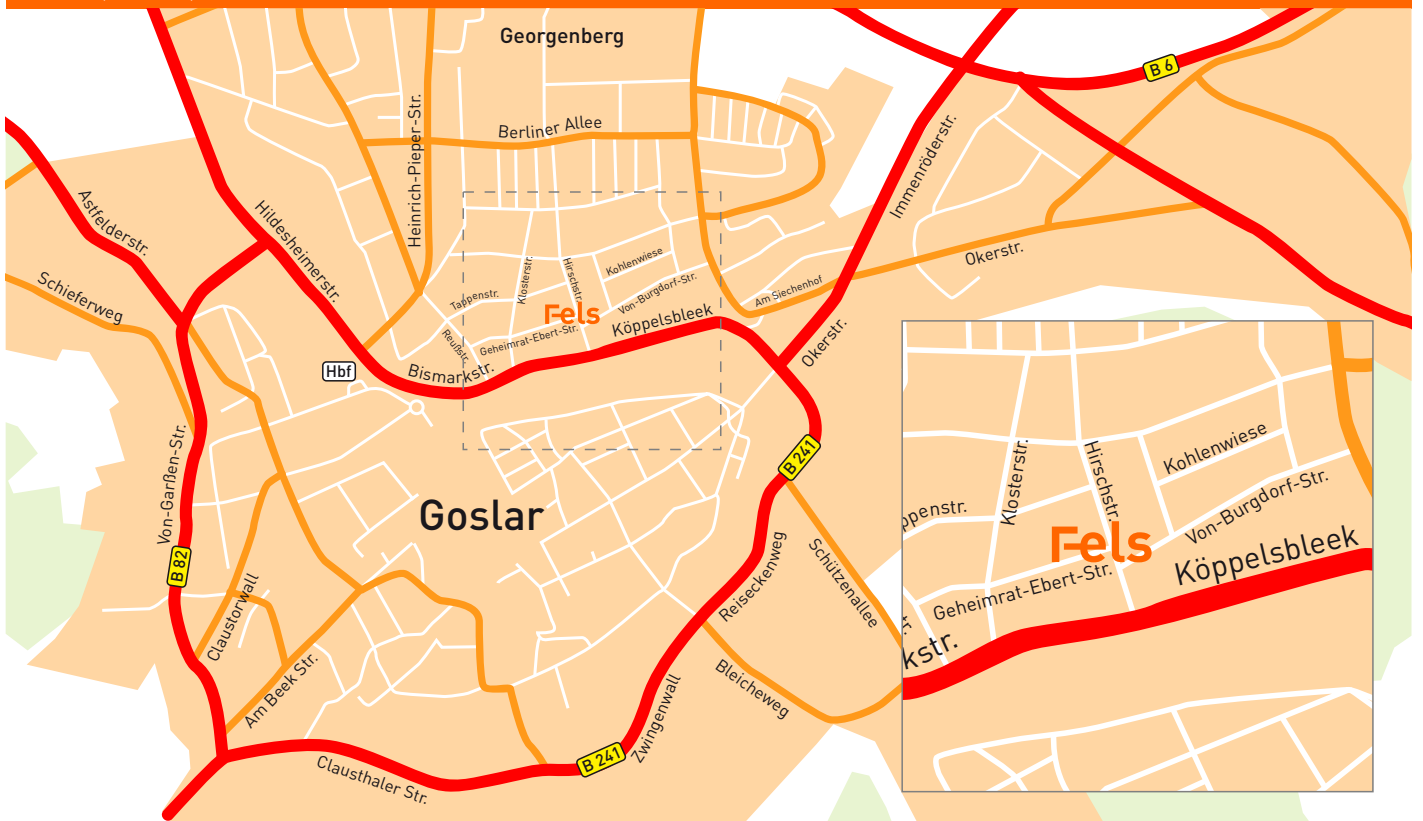 Georgenberg
B 6
Heinrich-Pieper-Str.
Berliner Allee
Immenröderstr.
Astfelderstr.
Hildesheimerstr.
Schieferweg
Klosterstr.
Hirschstr.
Kohlenwiese
Okerstr.
Tappenstr.
Von-Burgdorf-Str.
Am Siechenhof
Fels
Reußstr.
Geheimrat-Ebert-Str.
Köppelsbleek
Okerstr.
Hbf
Bismarkstr.
B 241
Von-Garßen-Str.
Goslar
B 82
Claustorwall
Reiseckenweg
Schützenallee
Am Beek Str.
Bleicheweg
Zwingenwall
B 241
Clausthaler Str.
Klosterstr.
Hirschstr.
Kohlenwiese
ppenstr.
Von-Burgdorf-Str.
Fels
Köppelsbleek
Geheimrat-Ebert-Str.
kstr.